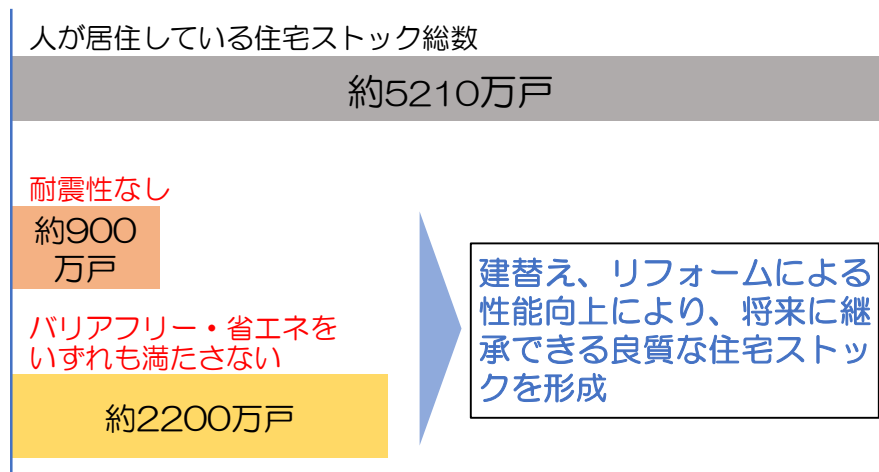 人が居住している住宅ストック総数
約5210万戸
耐震性なし
約900
万戸
バリアフリー・省エネを
いずれも満たさない
約2200万戸
建替え、リフォームによる
性能向上により、将来に継
承できる良質な住宅ストッ
クを形成